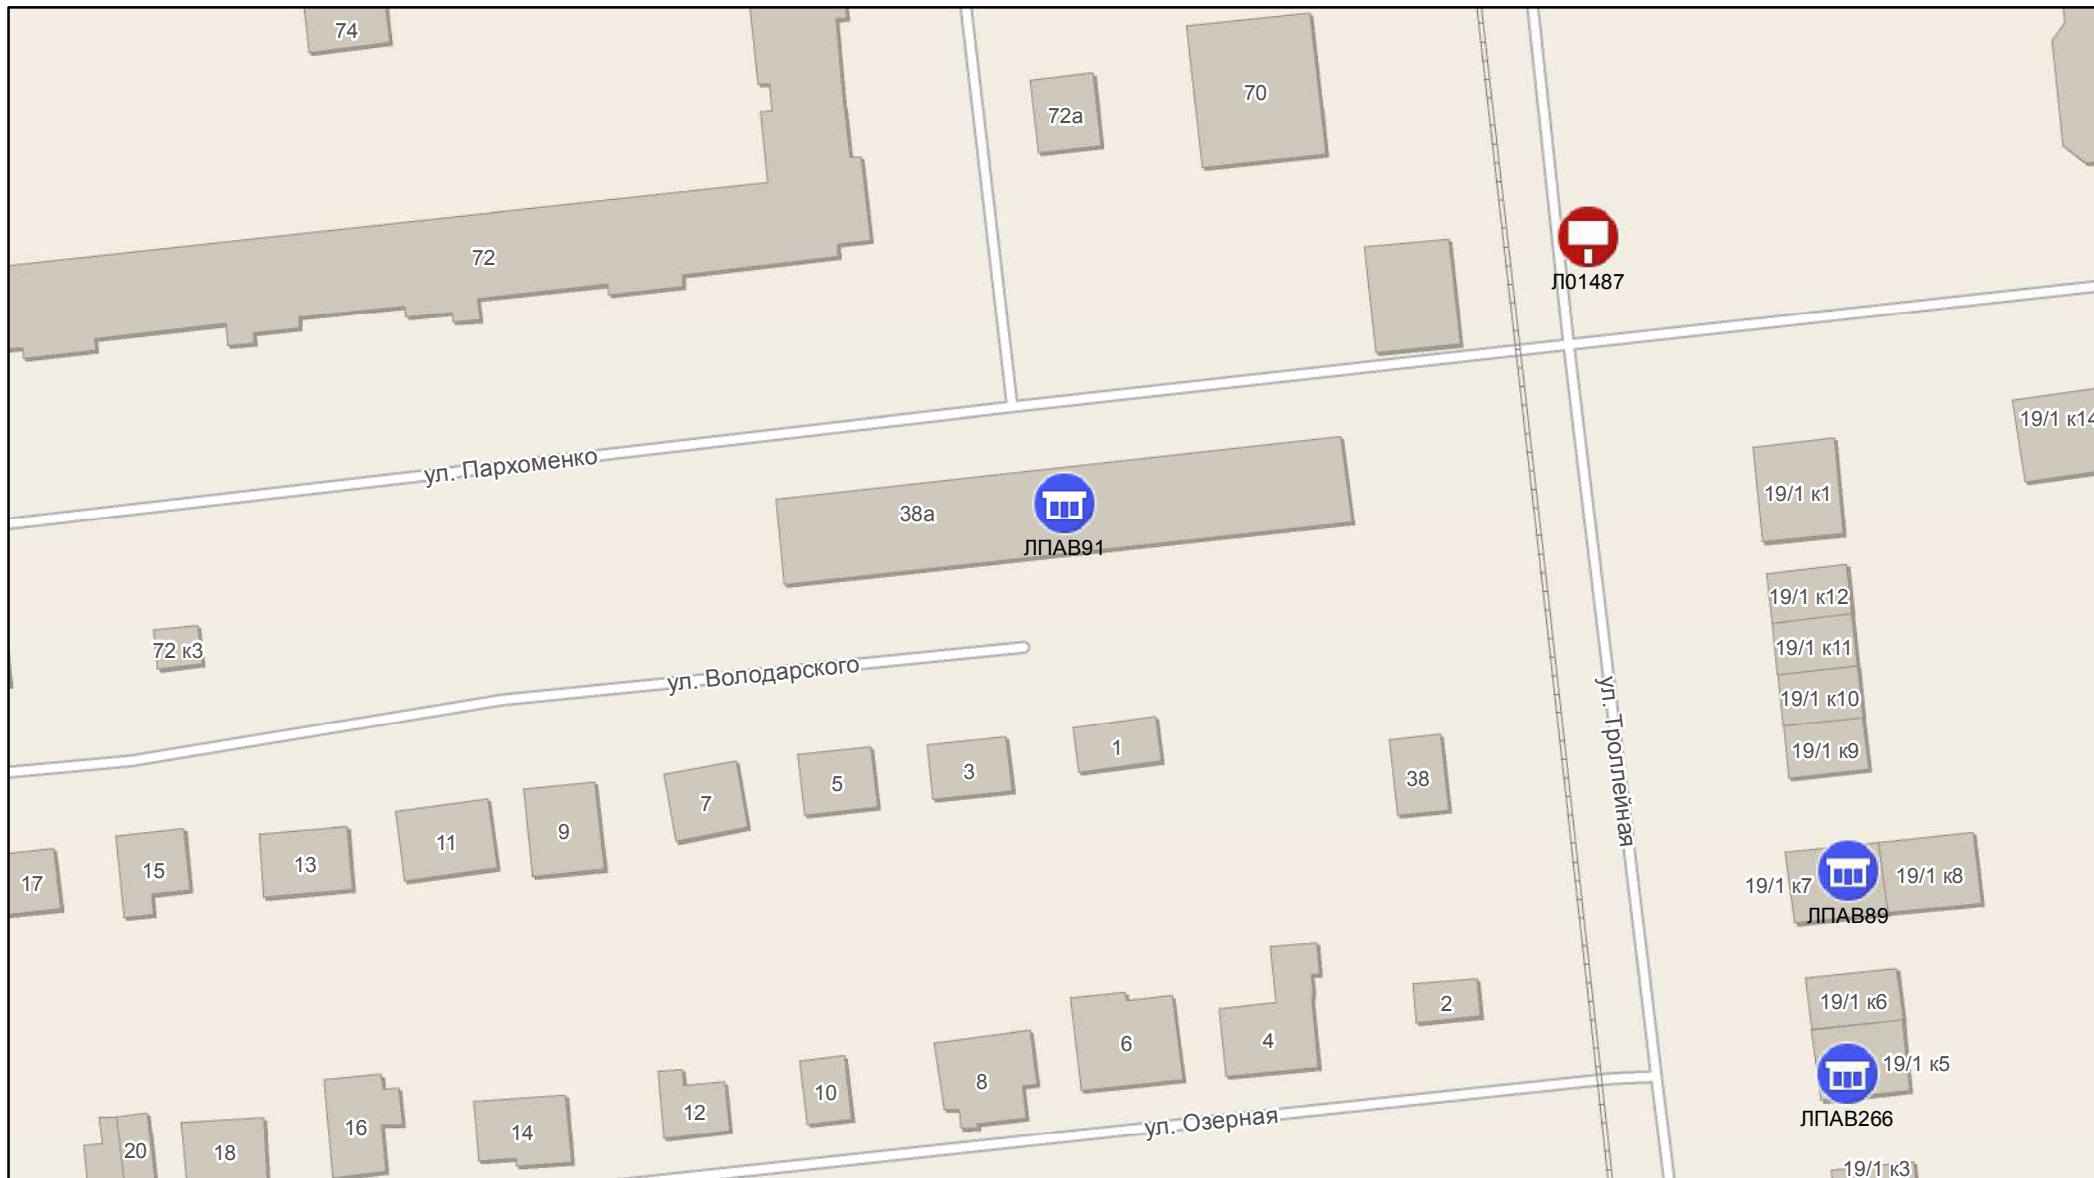 74
70
72а
72
Л01487
ул. Пархоменко
19/1 к14
19/1 к1
38а
ЛПАВ91
19/1 к12
72 к3
19/1 к11
ул. Володарского
19/1 к10
ул. Троллейная
1
19/1 к9
3
38
5
7
9
11
13
15
17
19/1 к7
19/1 к8
ЛПАВ89
2
19/1 к6
4
6
19/1 к5
8
10
12
ул. Озерная
ЛПАВ266
16
14
20
18
19/1 к3